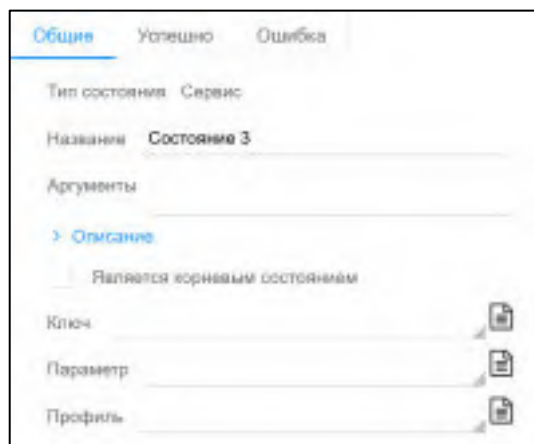 Общие Успешно Ошибка
Тип состояния Сервис
Название Состояние 3
Аргументы
> Описание
Является корневым состоянием
Ключ
Параметр
Профиль